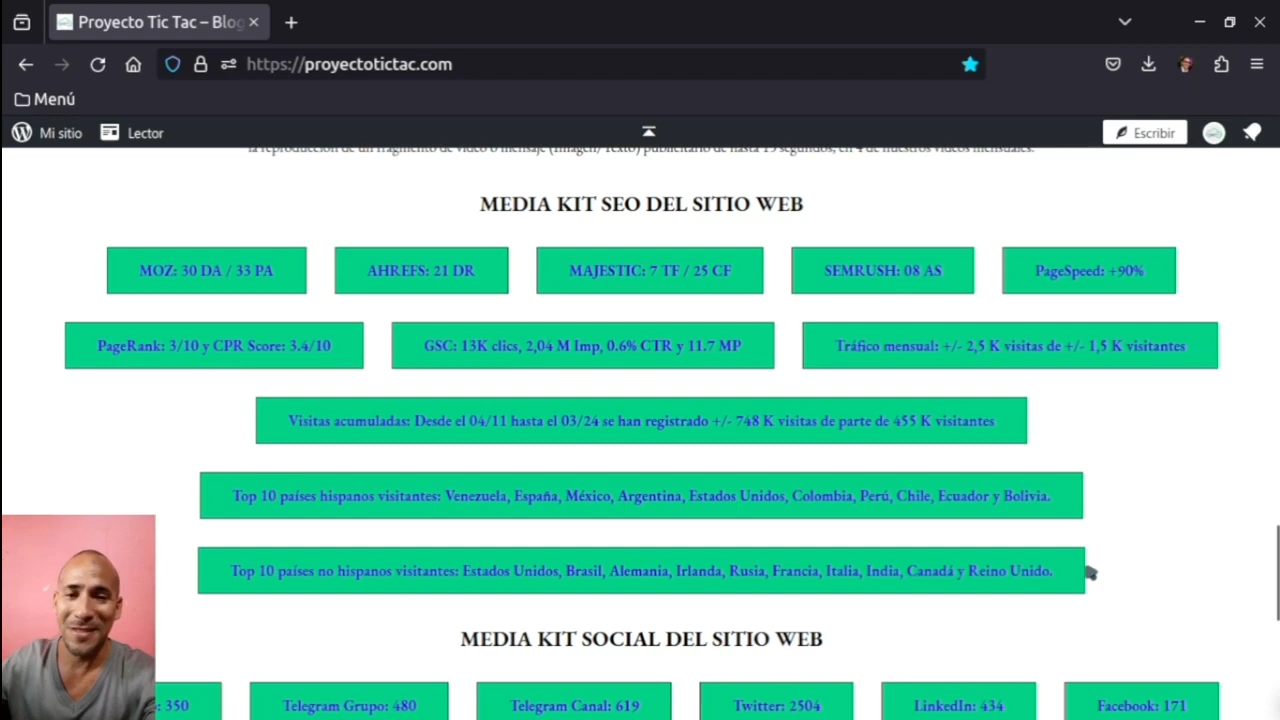 Proyecto Tic Tac – Blog
https://proyectotictac.com
Menú
Mi sitio
Lector
Escribir
la reproducción de un fragmento de video o mensaje (Imagen/Texto) publicitario de hasta 15 segundos, en 4 de nuestros videos mensuales.
MEDIA KIT SEO DEL SITIO WEB
MOZ: 30 DA / 33 PA
AHREFS: 21 DR
MAJESTIC: 7 TF / 25 CF
SEMRUSH: 08 AS
PageSpeed: +90%
PageRank: 3/10 y CPR Score: 3.4/10
GSC: 13K clics, 2,04 M Imp, 0.6% CTR y 11.7 MP
Tráfico mensual: +/- 2,5 K visitas de +/- 1,5 K visitantes
Visitas acumuladas: Desde el 04/11 hasta el 03/24 se han registrado +/- 748 K visitas de parte de 455 K visitantes
Top 10 países hispanos visitantes: Venezuela, España, México, Argentina, Estados Unidos, Colombia, Perú, Chile, Ecuador y Bolivia.
Top 10 países no hispanos visitantes: Estados Unidos, Brasil, Alemania, Irlanda, Rusia, Francia, Italia, India, Canadá y Reino Unido.
MEDIA KIT SOCIAL DEL SITIO WEB
: 350
Telegram Grupo: 480
Telegram Canal: 619
Twitter: 2504
LinkedIn: 434
Facebook: 171